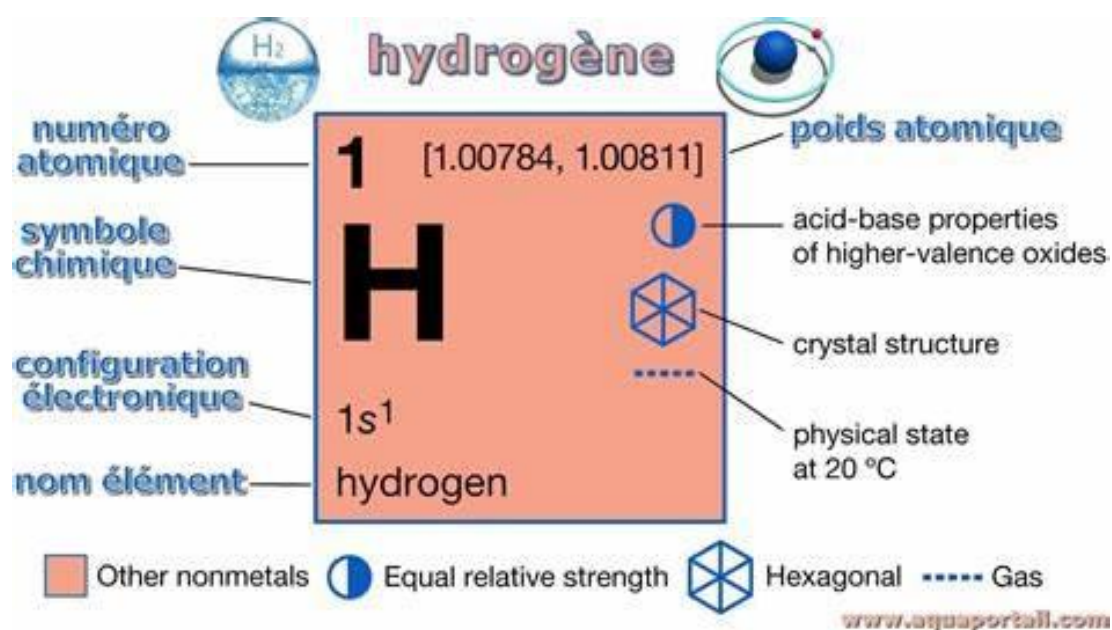 H₂
hydrogène
numéro
atomique
1
[1.00784, 1.00811]
poids atomique
symbole
chimique
H
acid-base properties
of higher-valence oxides
crystal structure
configuration
électronique
1s¹
physical state
at 20 °C
nom élément
hydrogen
Other nonmetals
Equal relative strength
Hexagonal
Gas
www.aquaportail.com